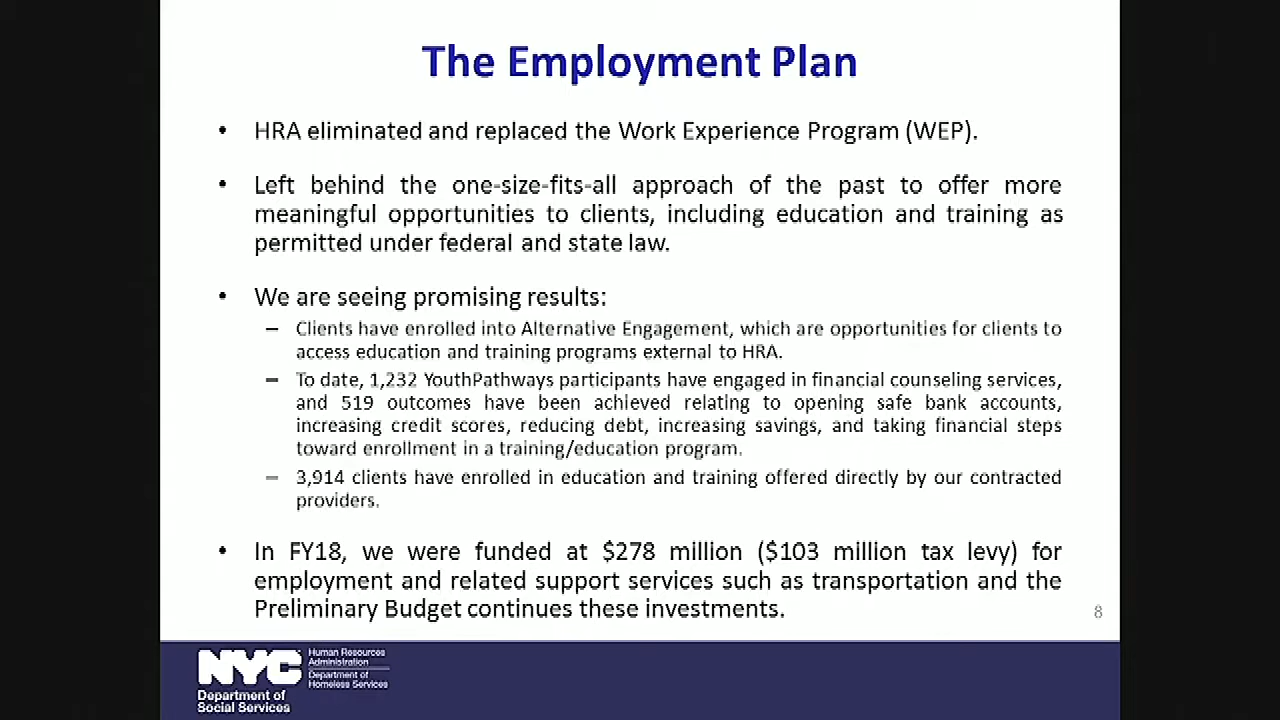 The Employment Plan
• HRA eliminated and replaced the Work Experience Program (WEP).
• Left behind the one-size-fits-all approach of the past to offer more
meaningful opportunities to clients, including education and training as
permitted under federal and state law.
• We are seeing promising results:
– Clients have enrolled into Alternative Engagement, which are opportunities for clients to
access education and training programs external to HRA.
– To date, 1,232 YouthPathways participants have engaged in financial counseling services,
and 519 outcomes have been achieved relating to opening safe bank accounts,
increasing credit scores, reducing debt, increasing savings, and taking financial steps
toward enrollment in a training/education program.
– 3,914 clients have enrolled in education and training offered directly by our contracted
providers.
• In FY18, we were funded at $278 million ($103 million tax levy) for
employment and related support services such as transportation and the
Preliminary Budget continues these investments.
8
NYC
Human Resources
Administration
Department of
Homeless Services
Department of
Social Services